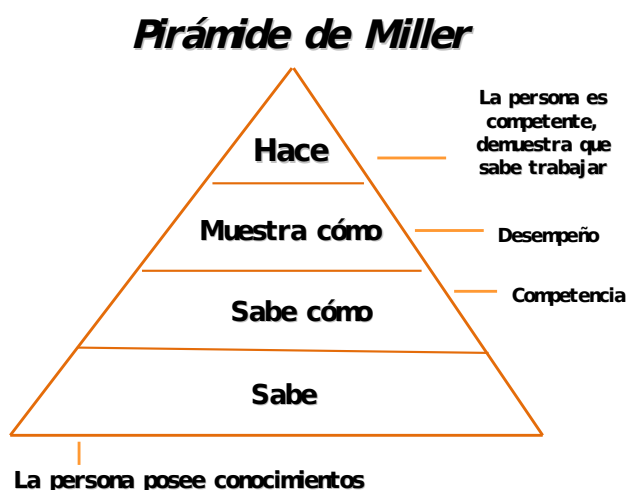 Pirámide de Miller
La persona es
competente,
demuestra que
sabe trabajar
Hace
Muestra cómo
Desempeño
Competencia
Sabe cómo
Sabe
La persona posee conocimientos